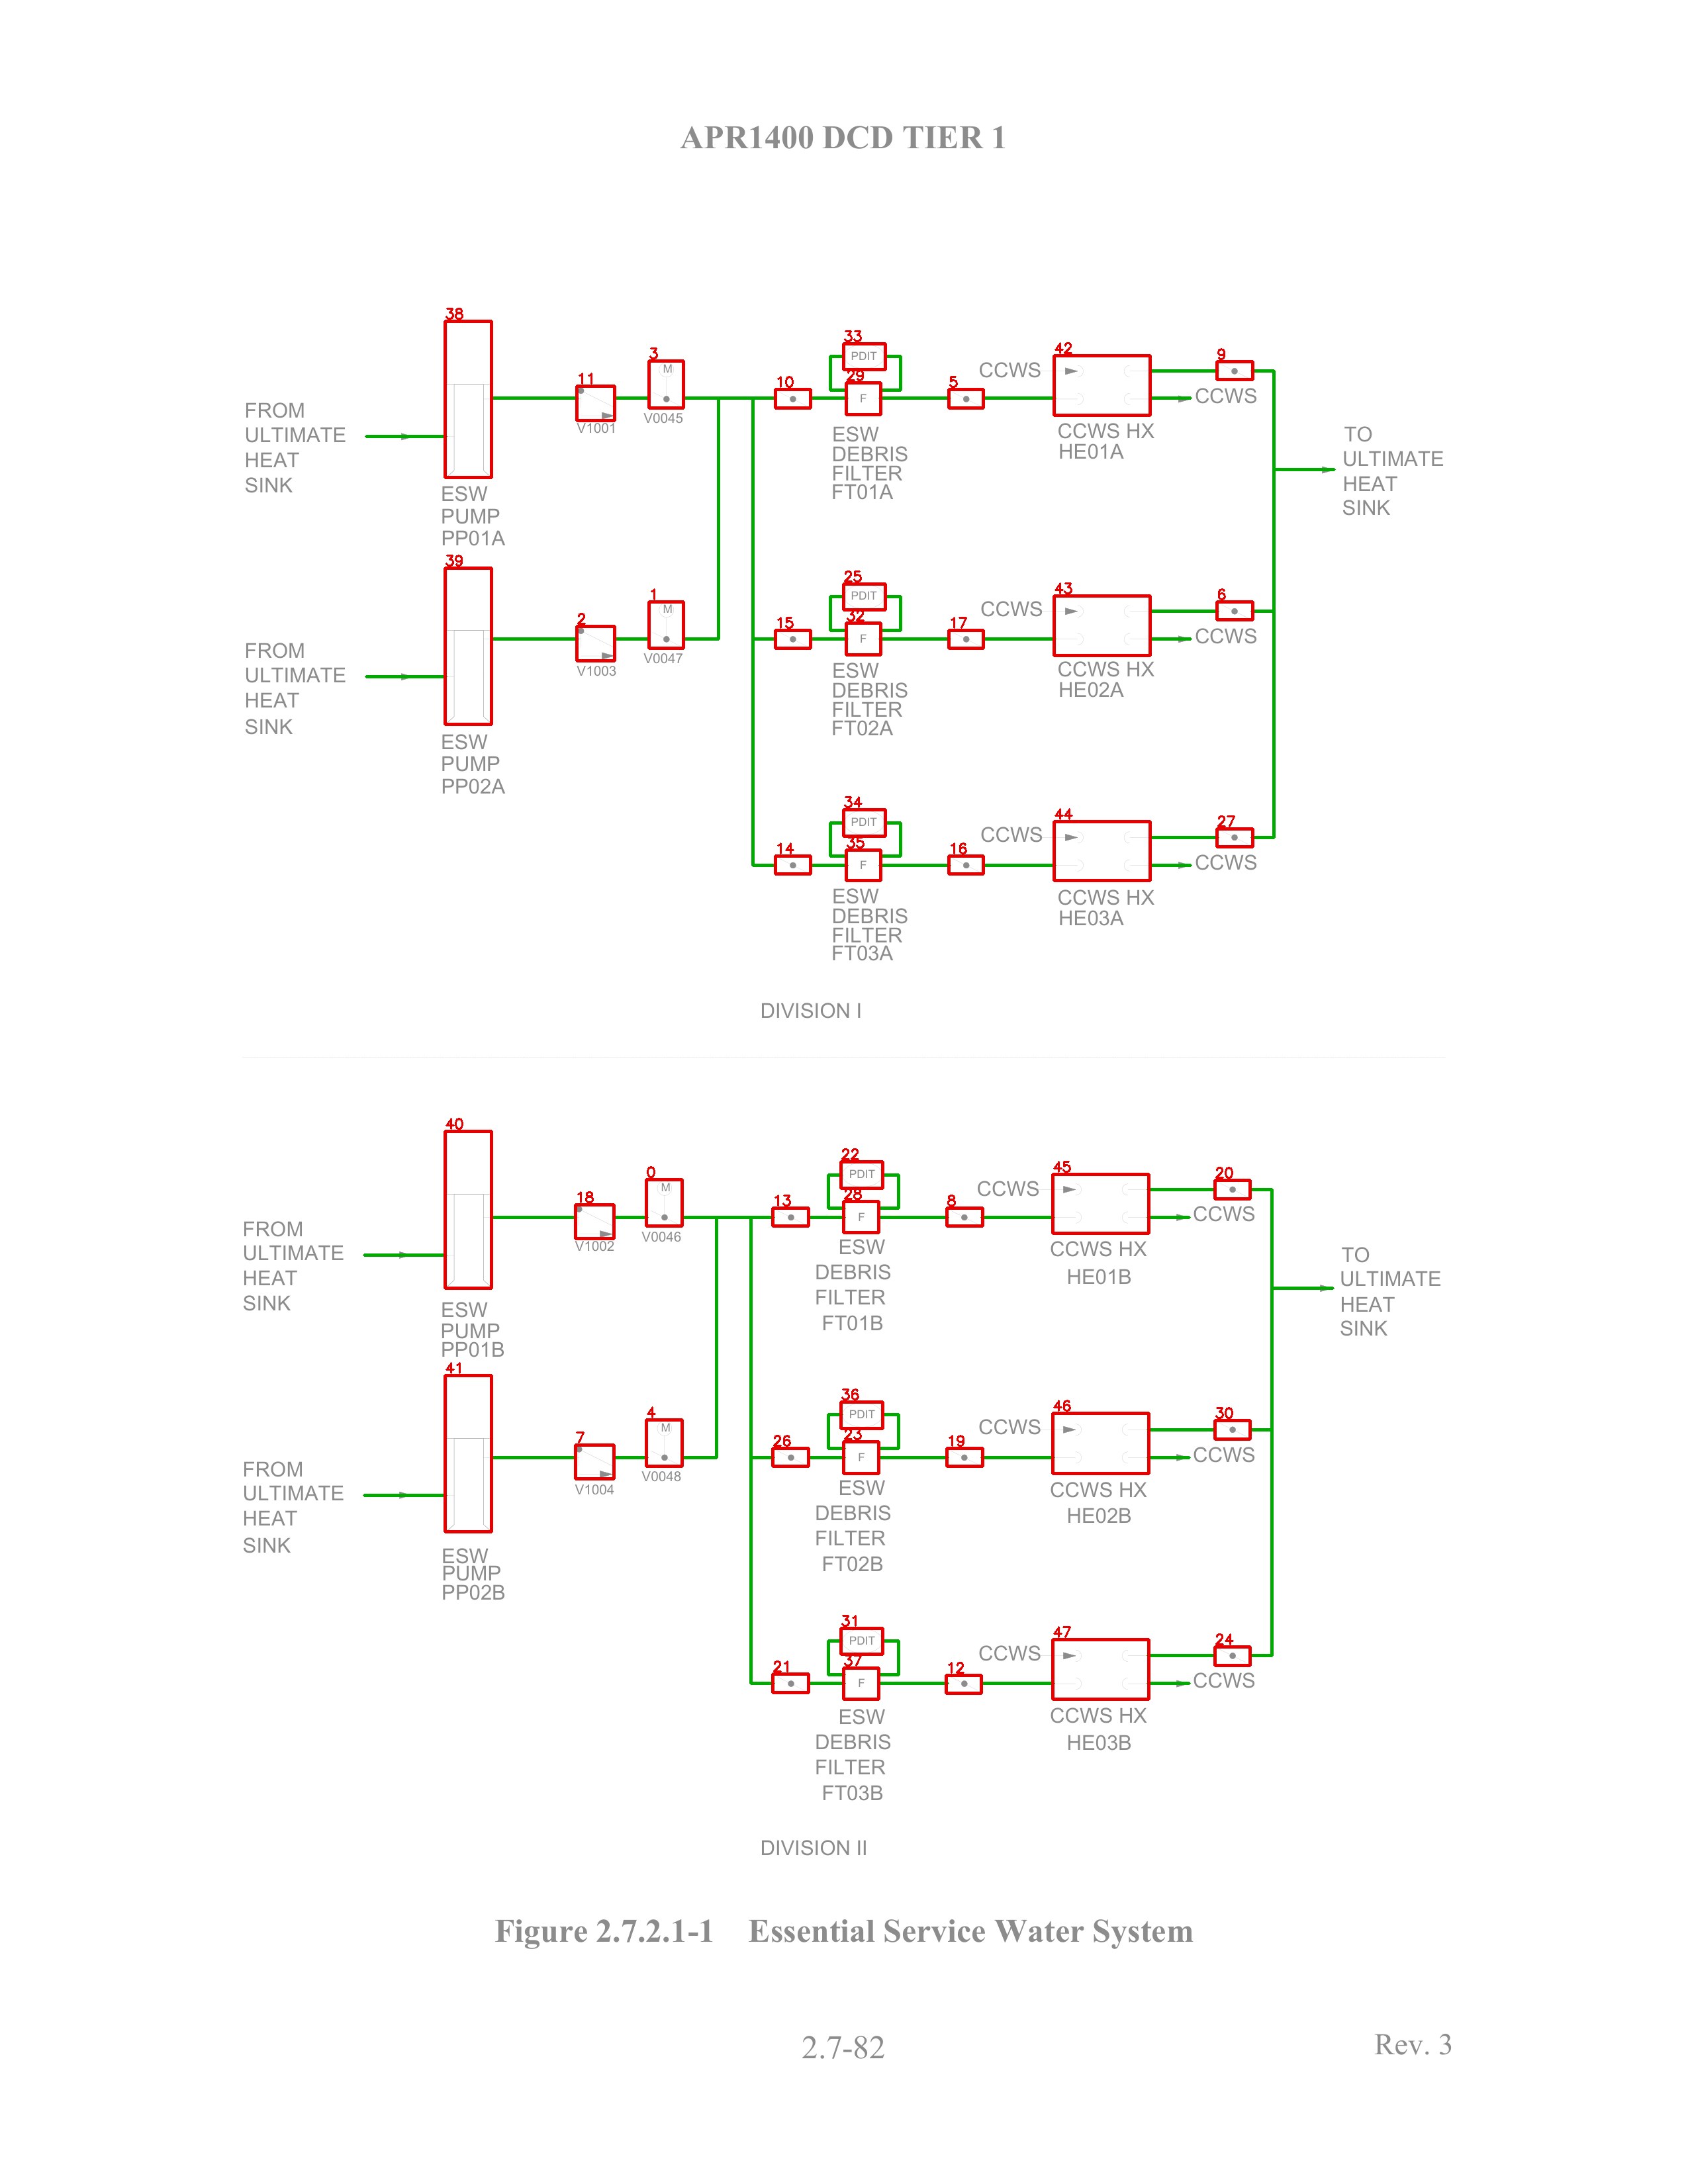 APR1400 DCD TIER 1
38
33
3
42
9
PDIT
11
M
10
29
5
CCWS
F
CCWS
V1001
V0045
FROM
ULTIMATE
HEAT
SINK
ESW
DEBRIS
FILTER
FT01A
CCWS HX
HE01A
TO
ULTIMATE
HEAT
SINK
ESW
PUMP
PP01A
39
25
1
43
6
PDIT
2
M
15
32
17
CCWS
F
CCWS
V1003
V0047
FROM
ULTIMATE
HEAT
SINK
ESW
DEBRIS
FILTER
FT02A
CCWS HX
HE02A
ESW
PUMP
PP02A
34
44
27
PDIT
14
35
16
CCWS
F
CCWS
ESW
DEBRIS
FILTER
FT03A
CCWS HX
HE03A
DIVISION I
40
22
0
45
20
PDIT
18
M
13
28
8
CCWS
F
CCWS
V1002
V0046
FROM
ULTIMATE
HEAT
SINK
ESW
DEBRIS
FILTER
FT01B
CCWS HX
HE01B
TO
ULTIMATE
HEAT
SINK
ESW
PUMP
PP01B
41
36
4
46
30
PDIT
7
M
26
23
19
CCWS
F
CCWS
V1004
V0048
FROM
ULTIMATE
HEAT
SINK
ESW
DEBRIS
FILTER
FT02B
CCWS HX
HE02B
ESW
PUMP
PP02B
31
47
24
PDIT
21
37
12
CCWS
F
CCWS
ESW
DEBRIS
FILTER
FT03B
CCWS HX
HE03B
DIVISION II
Figure 2.7.2.1-1 Essential Service Water System
2.7-82
Rev. 3